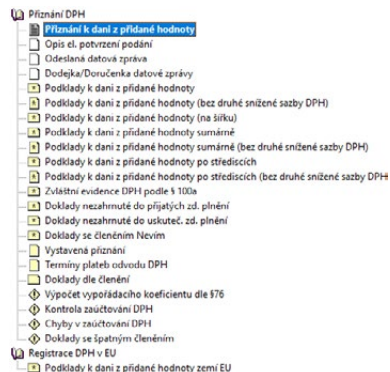 Přiznání DPH
Přiznání k dani z přidané hodnoty
Opis el. potvrzení podání
Odeslaná datová zpráva
Dodejka/Doručenka datové zprávy
Podklady k dani z přidané hodnoty
Podklady k dani z přidané hodnoty (bez druhé snížené sazby DPH)
Podklady k dani z přidané hodnoty (na šířku)
Podklady k dani z přidané hodnoty sumárně
Podklady k dani z přidané hodnoty sumárně (bez druhé snížené sazby DPH)
Podklady k dani z přidané hodnoty po střediscích
Podklady k dani z přidané hodnoty po střediscích (bez druhé snížené sazby DPH
Zvláštní evidence DPH podle § 100a
Doklady nezahrnuté do přijatých zd. plnění
Doklady nezahrnuté do uskuteč. zd. plnění
Doklady se členěním Nevím
Vystavená přiznání
Termíny plateb odvodu DPH
Doklady dle členění
Výpočet vypořádacího koeficientu dle §76
Kontrola zaúčtování DPH
Chyby v zaúčtování DPH
Doklady se špatným členěním
Registrace DPH v EU
Podklady k dani z přidané hodnoty zemí EU